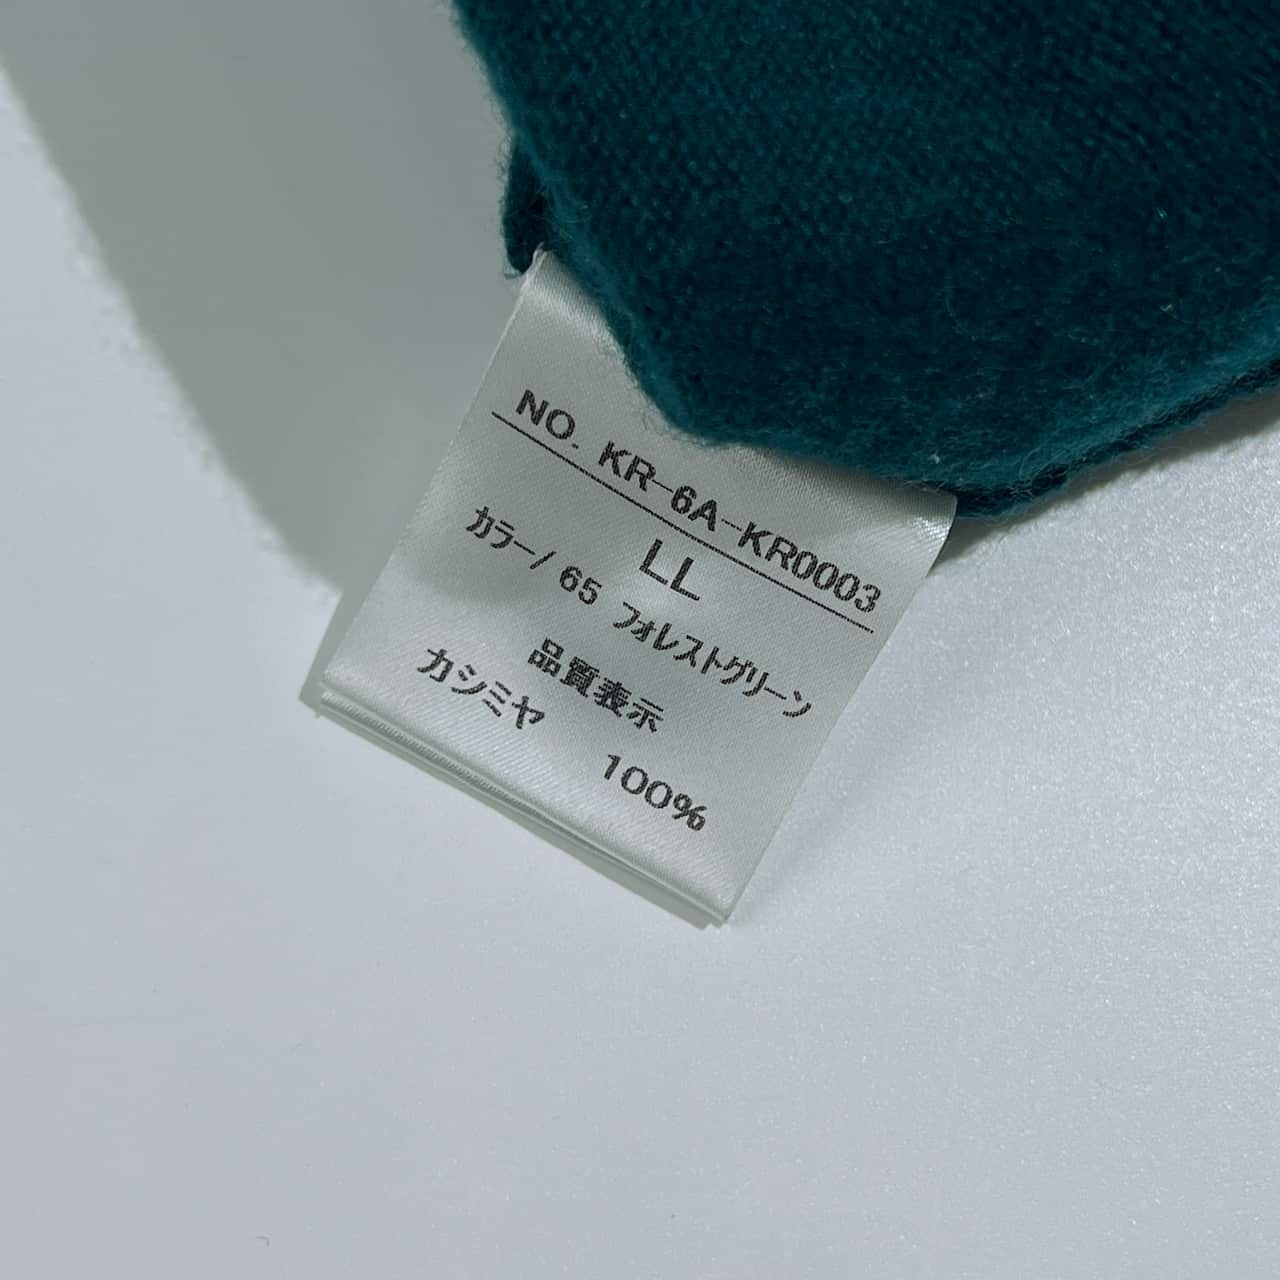 NO. KR-6A-KR0003
LL
カラー/ 65 フォレストグリーン
品質表示
カシミヤ
100%